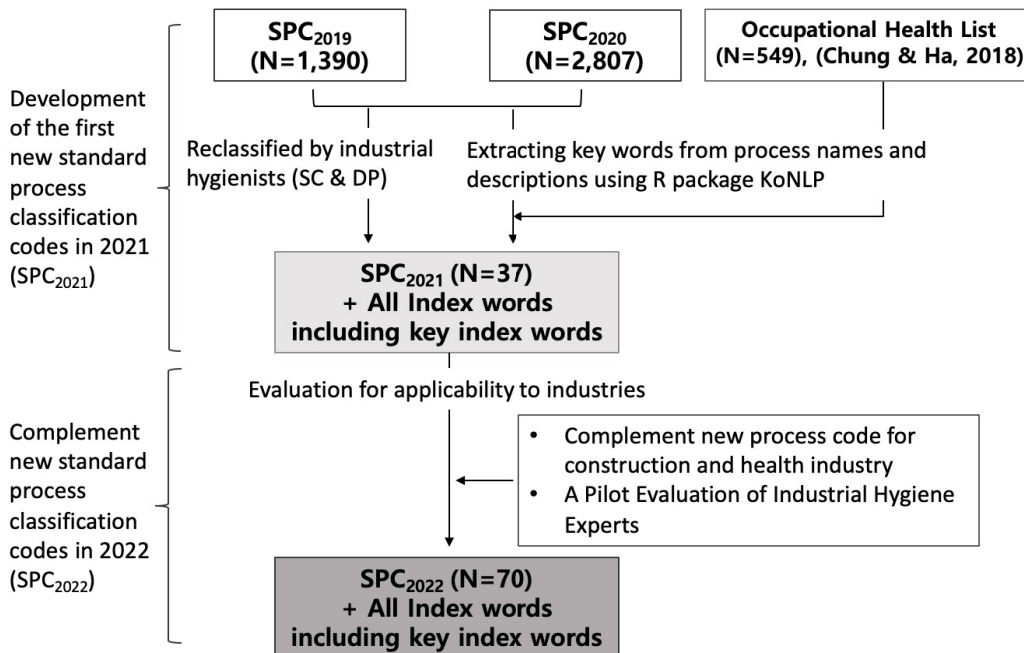 SPC2019
(N=1,390)
SPC2020
(N=2,807)
Occupational Health List
(N=549), (Chung & Ha, 2018)
Development
of the first
new standard
process
classification
codes in 2021
(SPC2021)
Reclassified by industrial
hygienists (SC & DP)
Extracting key words from process names and
descriptions using R package KoNLP
SPC2021 (N=37)
+ All Index words
including key index words
Evaluation for applicability to industries
Complement
new standard
process
classification
codes in 2022
(SPC2022)
• Complement new process code for
construction and health industry
• A Pilot Evaluation of Industrial Hygiene
Experts
SPC2022 (N=70)
+ All Index words
including key index words